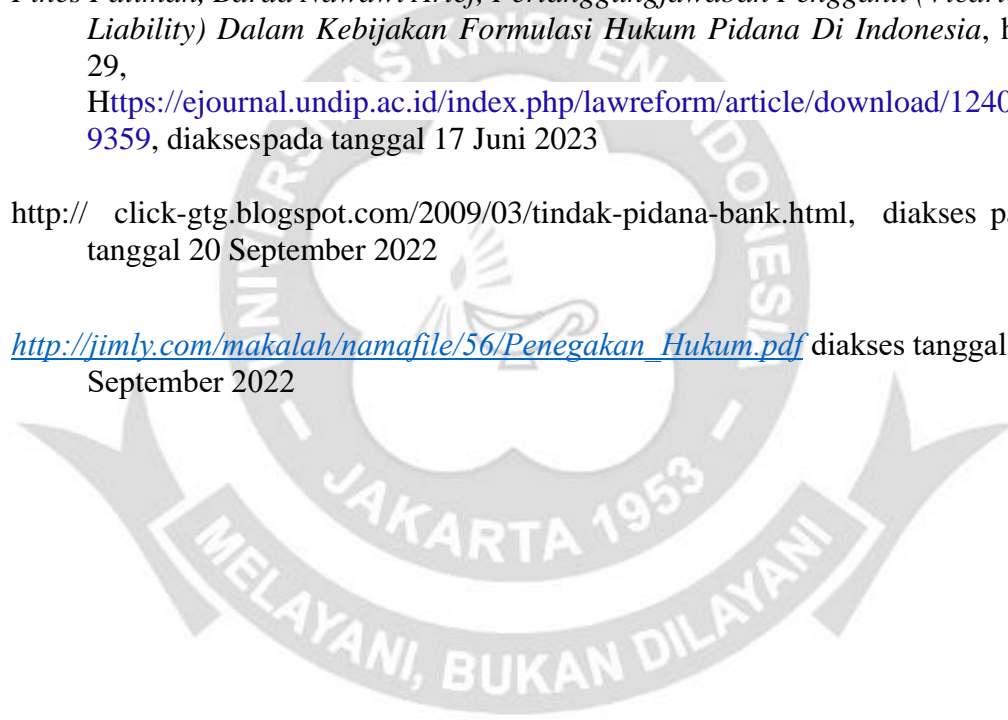 Liability) Dalam Kebijakan Formulasi Hukum Pidana Di Indonesia, h
29,
Https://ejournal.undip.ac.id/index.php/lawreform/article/download/1240
9359, diaksespada tanggal 17 Juni 2023
http:// click-gtg.blogspot.com/2009/03/tindak-pidana-bank.html, diakses p
tanggal 20 September 2022
http://jimly.com/makalah/namafile/56/Penegakan_Hukum.pdf diakses tanggal
September 2022
UNIVERSITAS KRISTEN INDONESIA
JAKARTA 1953
MELAYANI, BUKAN DILAYANI